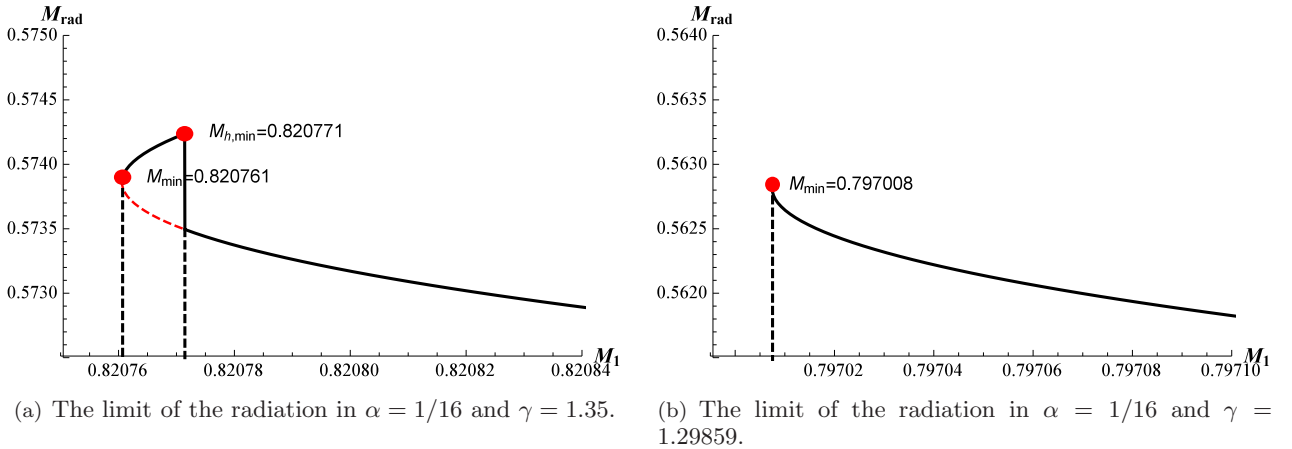 M_rad
0.5750
0.5745
0.5740
0.5735
0.5730
M_h,min=0.820771
M_min=0.820761
0.82076
0.82078
0.82080
0.82082
0.82084
M_1
(a) The limit of the radiation in α = 1/16 and γ = 1.35.
M_rad
0.5640
0.5635
0.5630
0.5625
0.5620
M_min=0.797008
0.79702
0.79704
0.79706
0.79708
0.79710
M_1
(b) The limit of the radiation in α = 1/16 and γ =
1.29859.